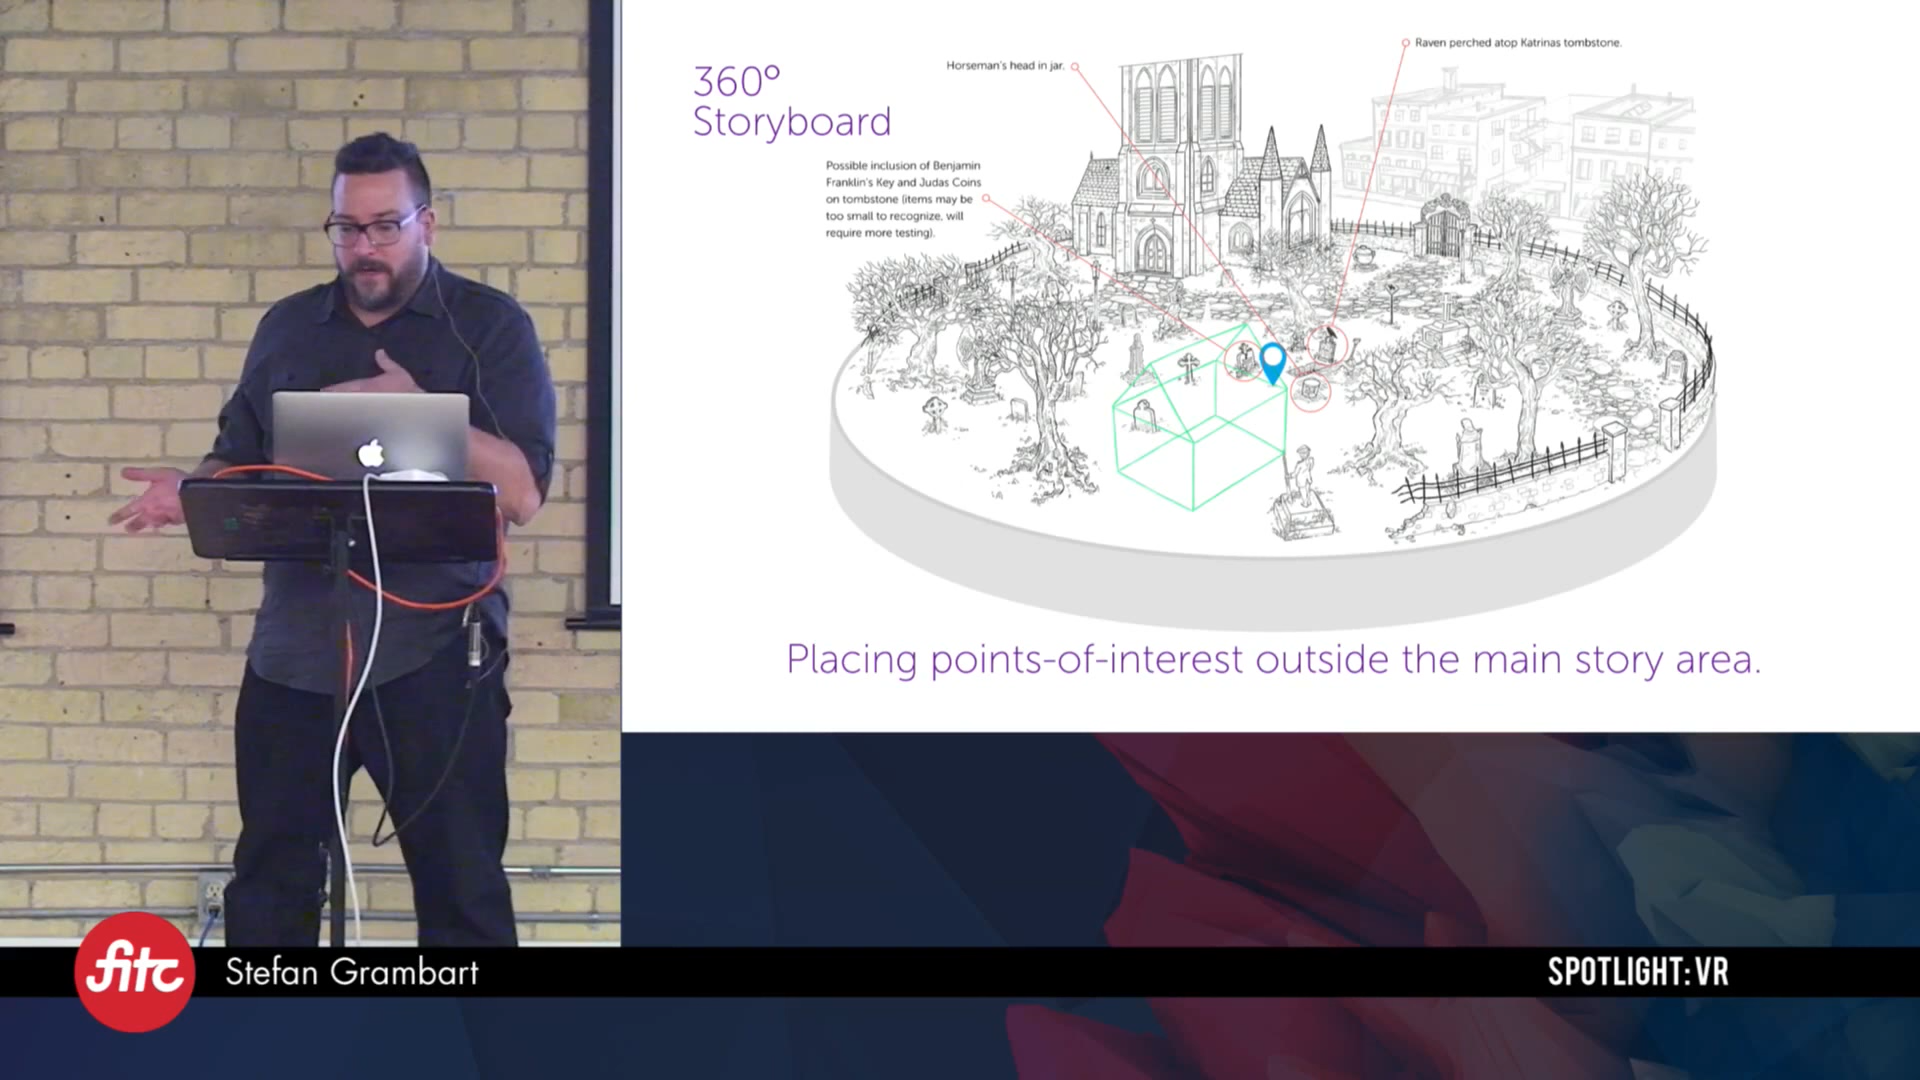 360°
Storyboard
Horseman's head in jar.
Raven perched atop Katrinas tombstone.
Possible inclusion of Benjamin
Franklin's Key and Judas Coins
on tombstone (items may be
too small to recognize, will
require more testing).
Placing points-of-interest outside the main story area.
fitc
Stefan Grambart
SPOTLIGHT: VR